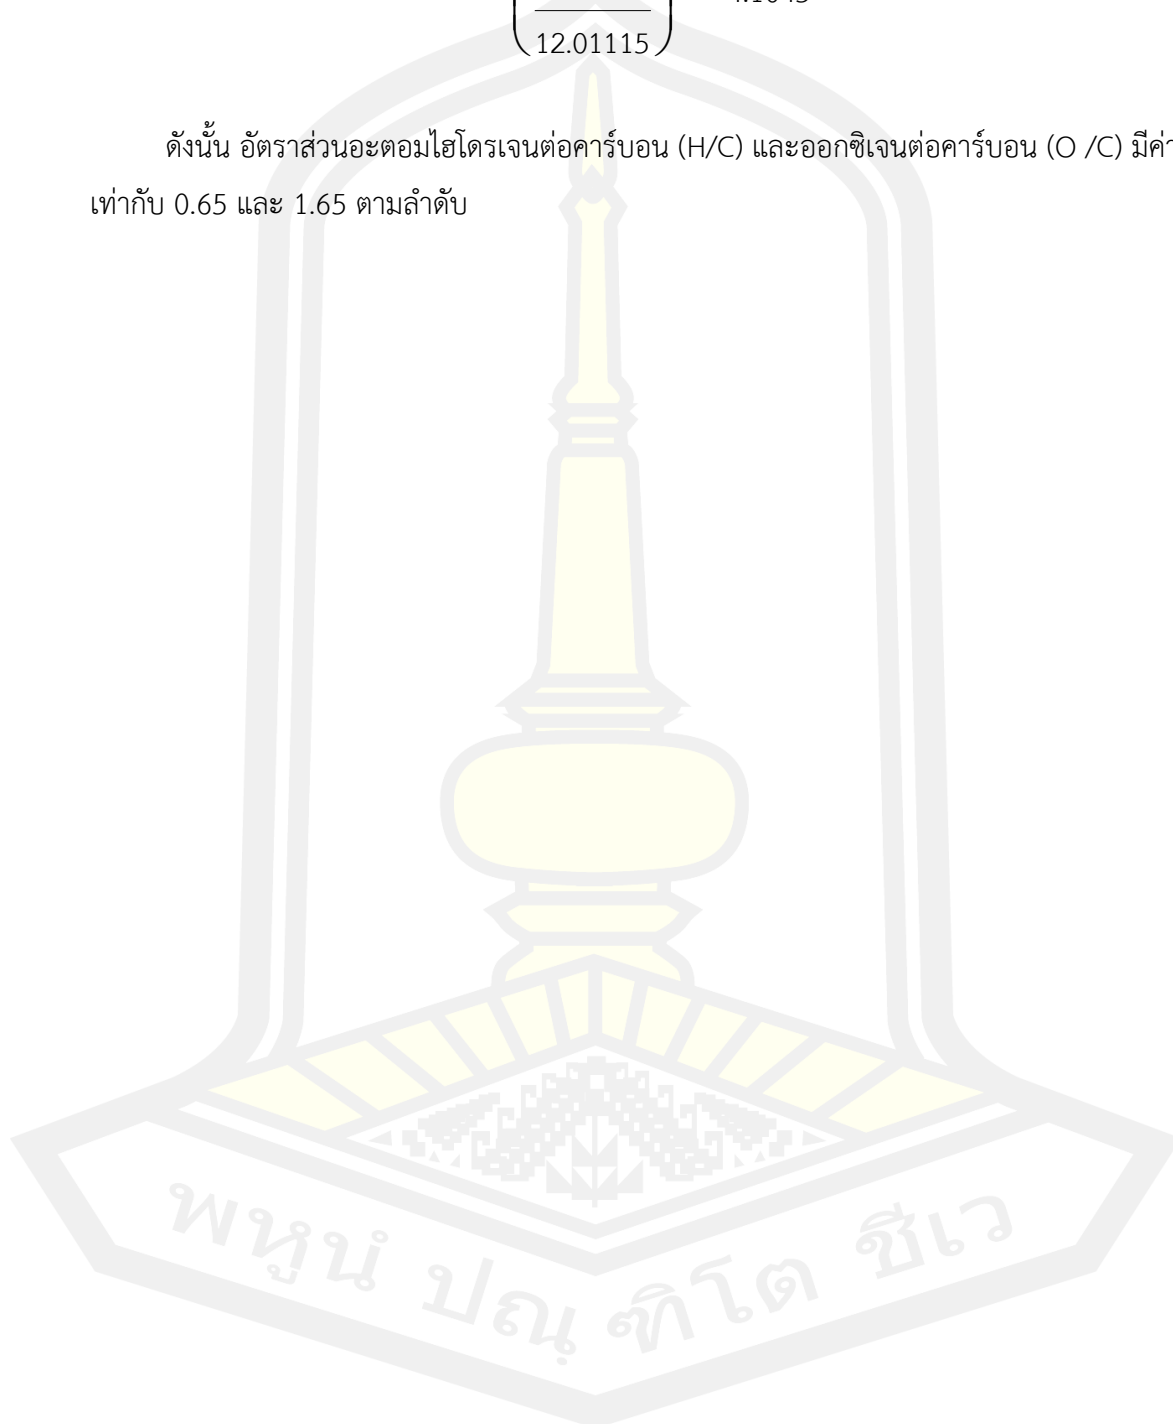 12.01115
ดังนั้น อัตราส่วนอะตอมไฮโดรเจนต่อคาร์บอน (H/C) และออกซิเจนต่อคาร์บอน (O /C) มีค่า
เท่ากับ 0.65 และ 1.65 ตามลำดับ
พหูนํ ปณฺฑิโต ชีเว